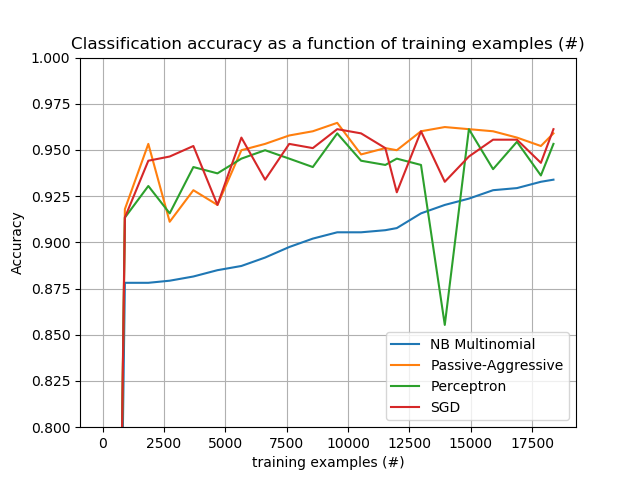 Classification accuracy as a function of training examples (#)
1.000
0.975
0.950
0.925
0.900
0.875
0.850
0.825
0.800
Accuracy
NB Multinomial
Passive-Aggressive
Perceptron
SGD
0 2500 5000 7500 10000 12500 15000 17500
training examples (#)